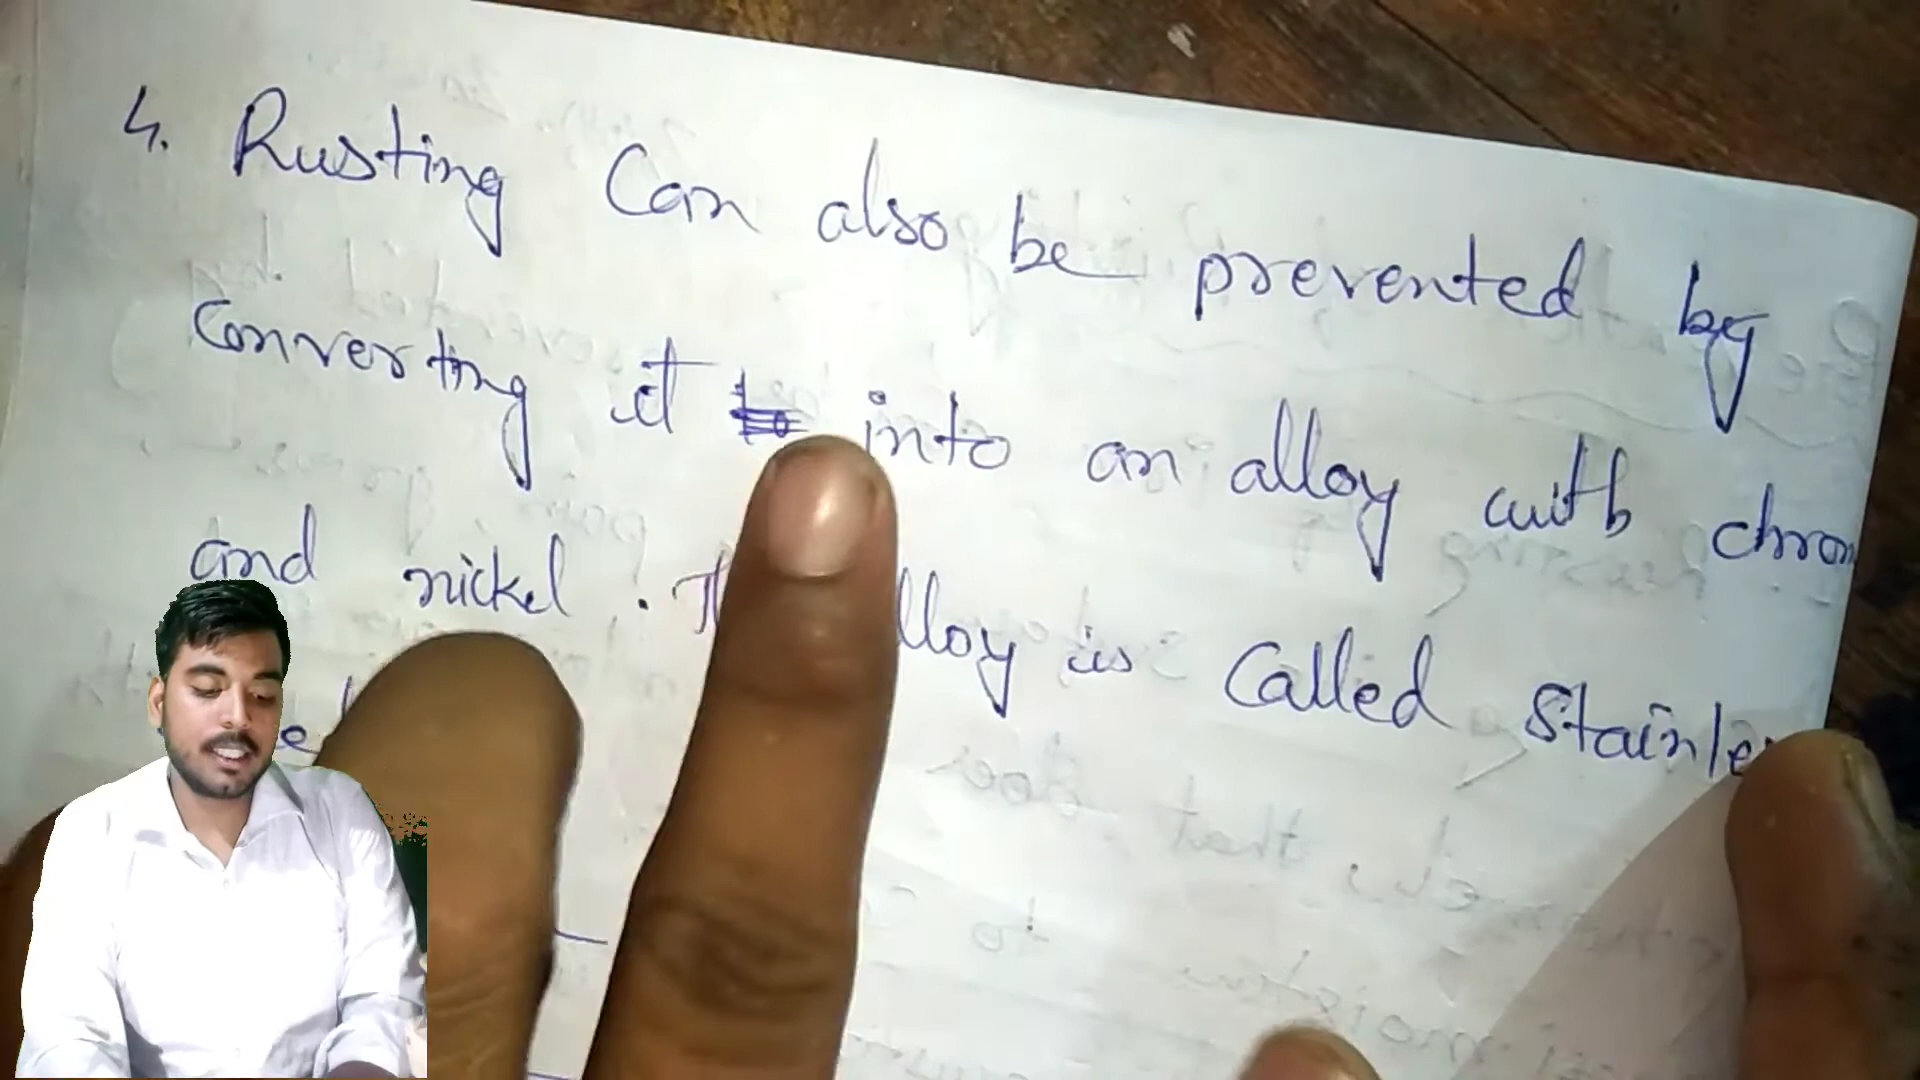 4. Rusting Can also be prevented by
Converting it into an alloy with chrom
and nickel. alloy is Called Stainle